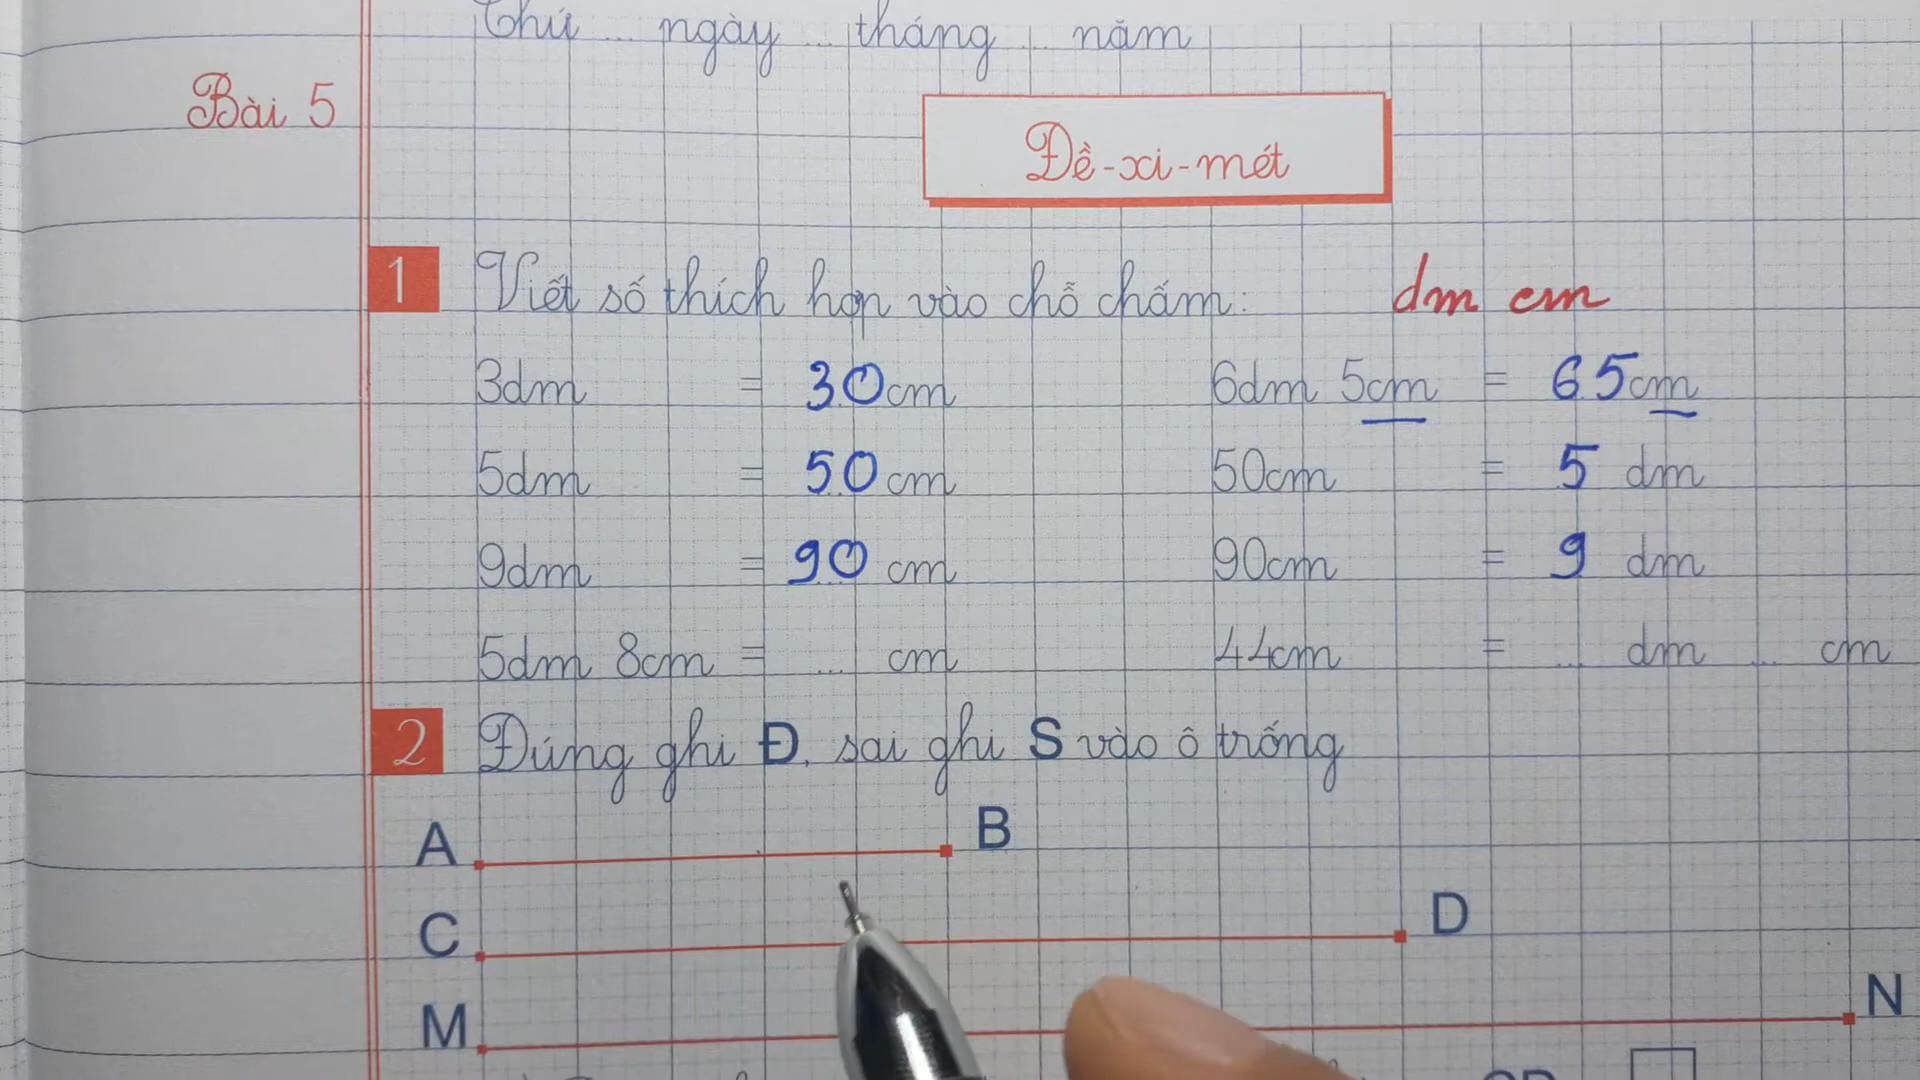 Thứ ... ngày ... tháng ... năm
Bài 5
Đề-xi-mét
1 Viết số thích hợp vào chỗ chấm: dm cm
3dm = 30cm 6dm 5cm = 65cm
5dm = 50cm 50cm = 5 dm
9dm = 90 cm 90cm = 9 dm
5dm 8cm = ... cm 44cm = ... dm ... cm
2 Đúng ghi Đ, sai ghi S vào ô trống
A B
C D
M N